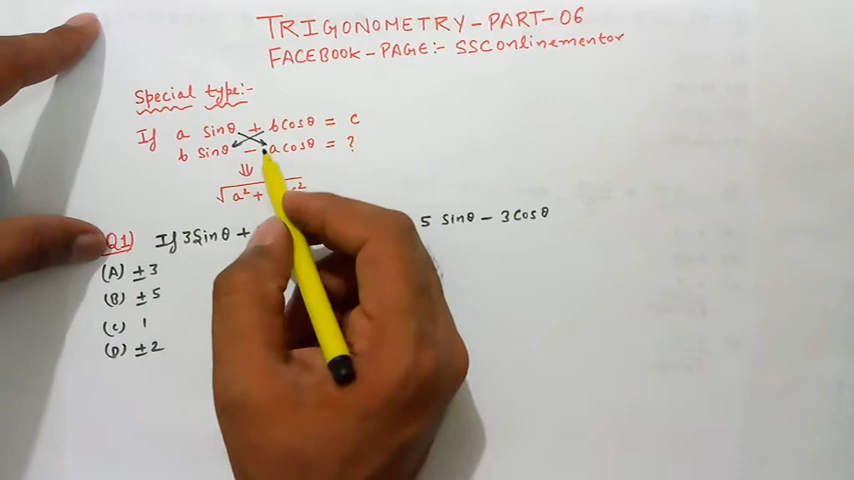 TRIGONOMETRY-PART-06
FACEBOOK-PAGE:- SSConlinementor
Special type:-
If a sinθ + bcosθ = c
b sinθ - acosθ = ?
⇓
√a² +
Q1) If 3Sinθ + 5 sinθ - 3Cosθ
(A) ±3
(B) ±5
(C) 1
(D) ±2